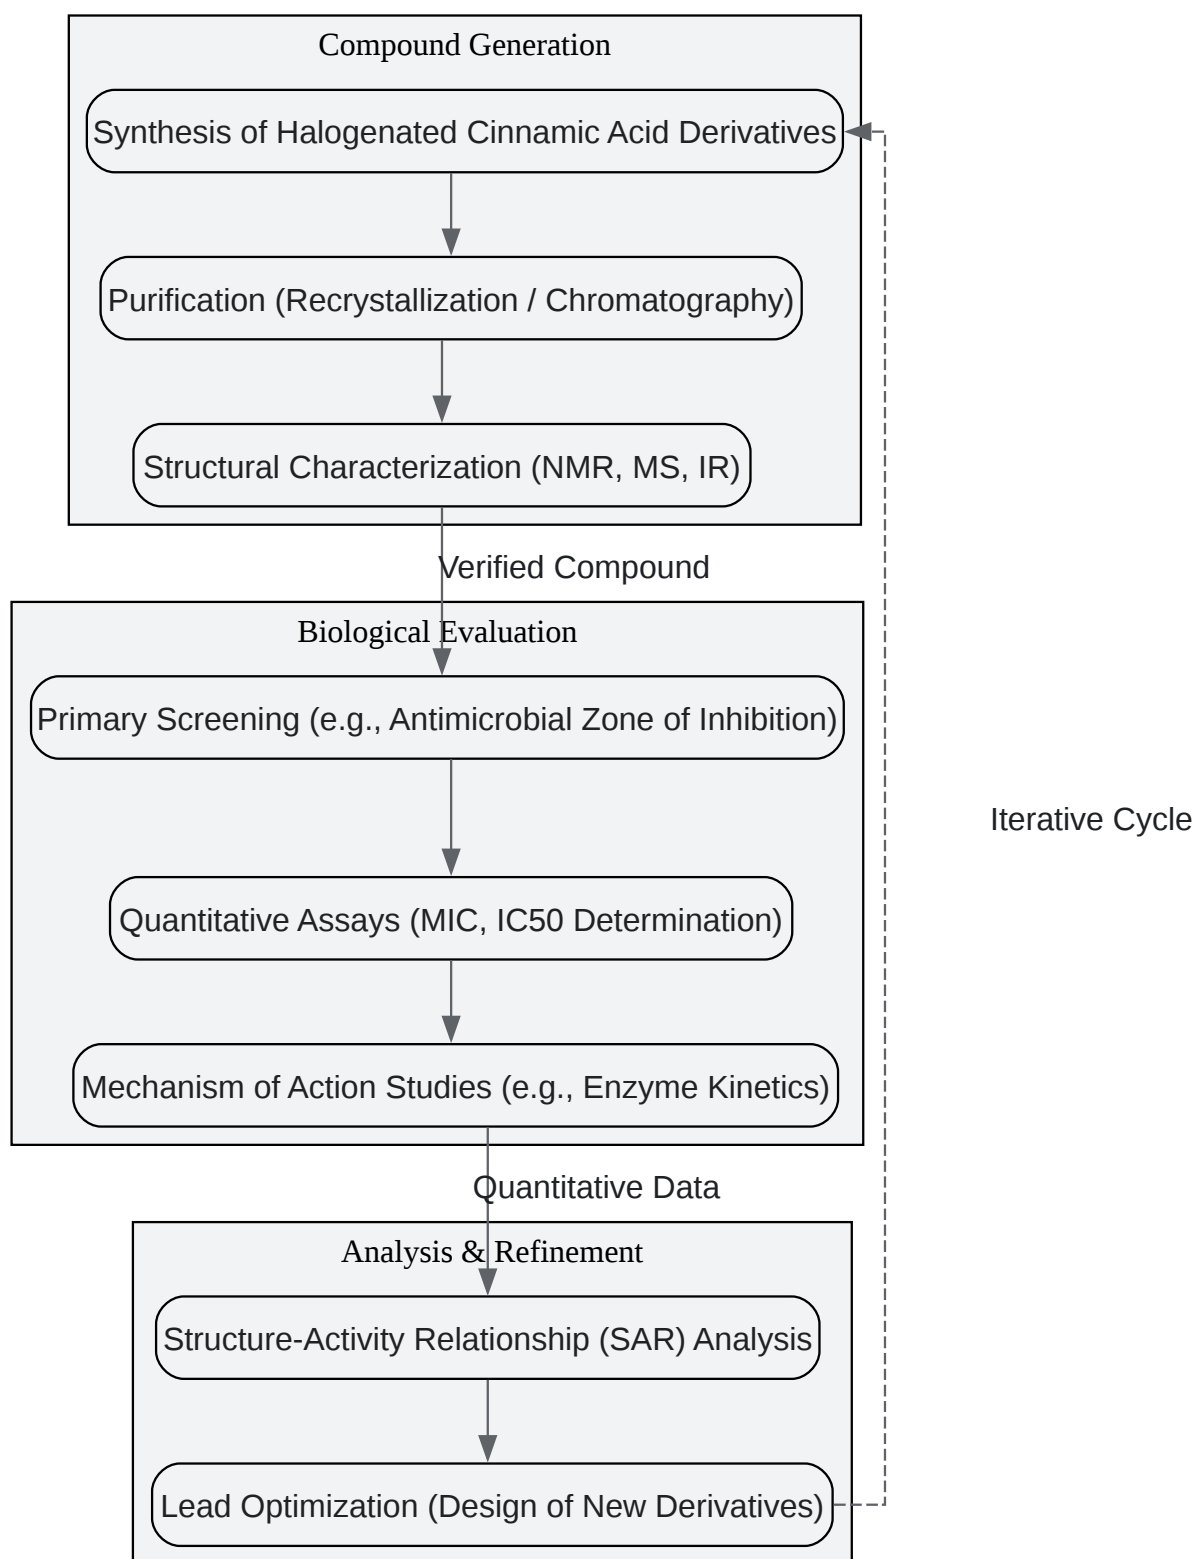 Compound Generation
Synthesis of Halogenated Cinnamic Acid Derivatives
Purification (Recrystallization / Chromatography)
Structural Characterization (NMR, MS, IR)
Verified Compound
Biological Evaluation
Primary Screening (e.g., Antimicrobial Zone of Inhibition)
Iterative Cycle
Quantitative Assays (MIC, IC50 Determination)
Mechanism of Action Studies (e.g., Enzyme Kinetics)
Quantitative Data
Analysis & Refinement
Structure-Activity Relationship (SAR) Analysis
Lead Optimization (Design of New Derivatives)